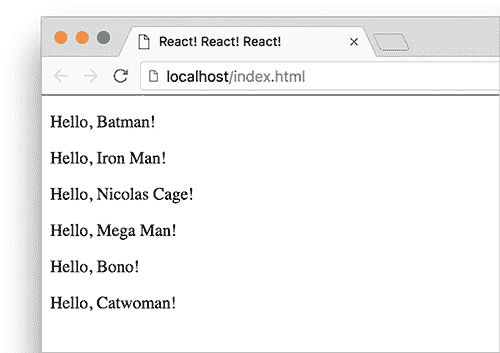 React! React! React!
localhost/index.html
Hello, Batman!
Hello, Iron Man!
Hello, Nicolas Cage!
Hello, Mega Man!
Hello, Bono!
Hello, Catwoman!